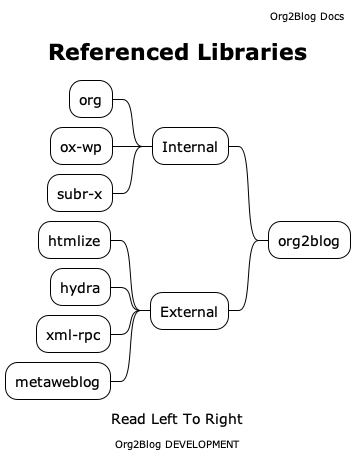 Org2Blog Docs
Referenced Libraries
org
ox-wp
subr-x
Internal
htmlize
hydra
xml-rpc
metaweblog
External
org2blog
Read Left To Right
Org2Blog DEVELOPMENT